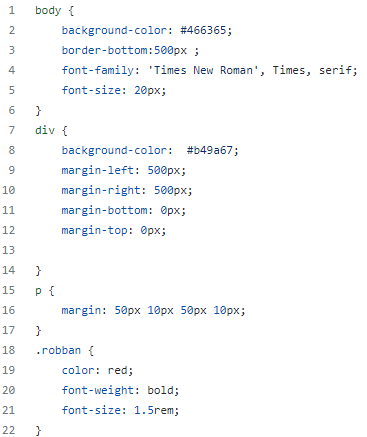 1 body {
2     background-color: #466365;
3     border-bottom:500px ;
4     font-family: 'Times New Roman', Times, serif;
5     font-size: 20px;
6 }
7 div {
8     background-color:  #b49a67;
9     margin-left: 500px;
10     margin-right: 500px;
11     margin-bottom: 0px;
12     margin-top: 0px;
13
14 }
15 p {
16     margin: 50px 10px 50px 10px;
17 }
18 .robban {
19     color: red;
20     font-weight: bold;
21     font-size: 1.5rem;
22 }